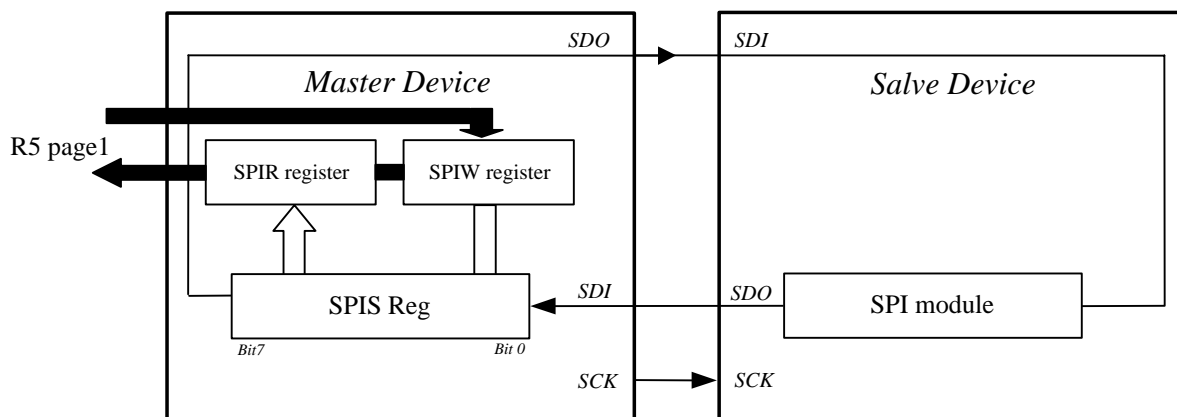 SDO
SDI
Master Device
Salve Device
R5 page1
SPIR register
SPIW register
SPIS Reg
SDI
SDO
SPI module
Bit7
Bit 0
SCK
SCK